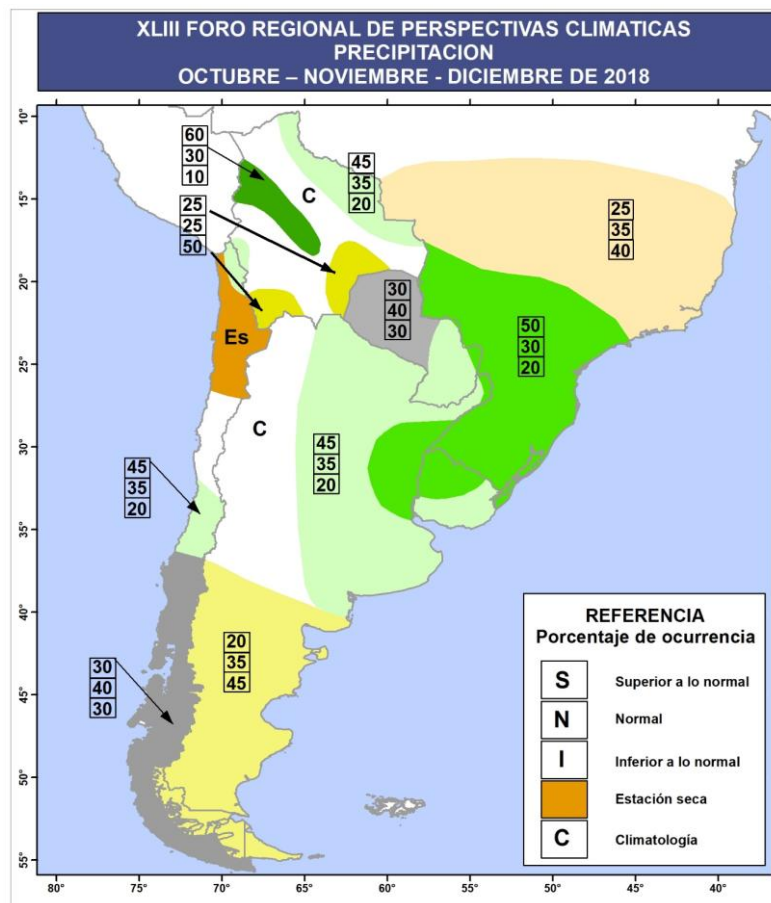 XLIII FORO REGIONAL DE PERSPECTIVAS CLIMATICAS
PRECIPITACION
OCTUBRE – NOVIEMBRE - DICIEMBRE DE 2018
10°
15°
20°
25°
30°
35°
40°
45°
50°
55°
60
30
10
C
45
35
20
25
25
50
25
35
40
30
40
30
Es
50
30
20
C
45
35
20
45
35
20
20
35
45
30
40
30
REFERENCIA
Porcentaje de ocurrencia
S Superior a lo normal
N Normal
I Inferior a lo normal
Estación seca
C Climatología
80° 75° 70° 65° 60° 55° 50° 45° 40°